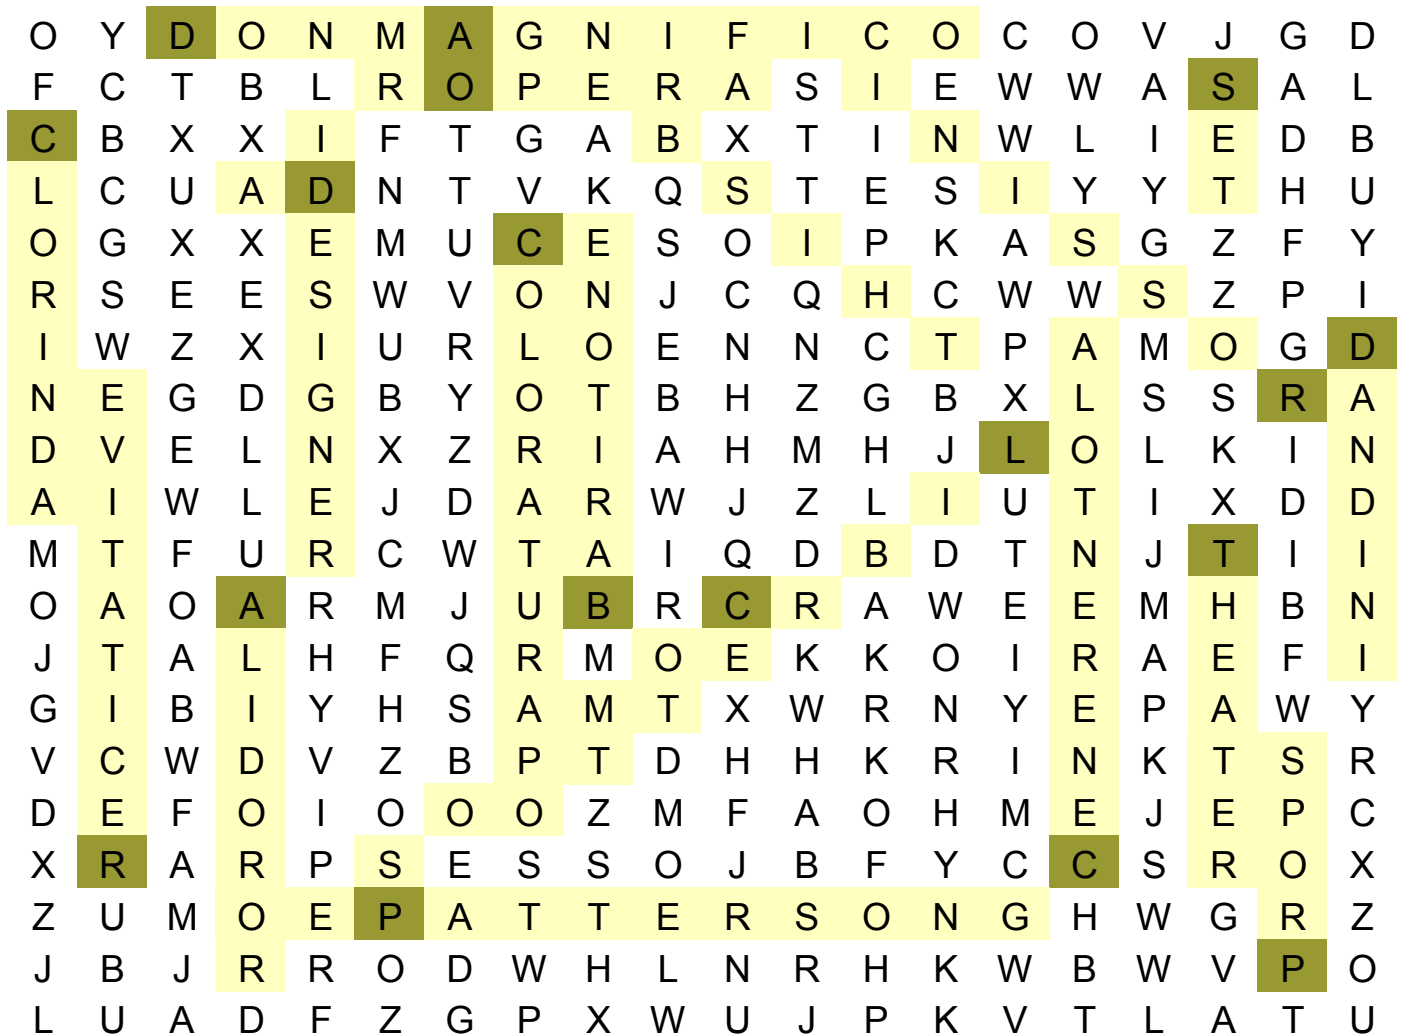 O Y D O N M A G N I F I C O C O V J G D
F C T B L R O P E R A S I E W W A S A L
C B X X I F T G A B X T I N W L I E D B
L C U A D N T V K Q S T E S I Y Y T H U
O G X X E M U C E S O I P K A S G Z F Y
R S E E S W V O N J C Q H C W W S Z P I
I W Z X I U R L O E N N C T P A M O G D
N E G D G B Y O T B H Z G B X L S S R A
D V E L N X Z R I A H M H J L O L K I N
A I W L E J D A R W J Z L I U T I X D D
M T F U R C W T A I Q D B D T N J T I I
O A O A R M J U B R C R A W E E M H B N
J T A L H F Q R M O E K K O I R A E F I
G I B I Y H S A M T X W R N Y E P A W Y
V C W D V Z B P T D H H K R I N K T S R
D E F O I O O O Z M F A O H M E J E P C
X R A R P S E S S O J B F Y C C S R O X
Z U M O E P A T T E R S O N G H W G R Z
J B J R R O D W H L N R H K W B W V P O
L U A D F Z G P X W U J P K V T L A T U